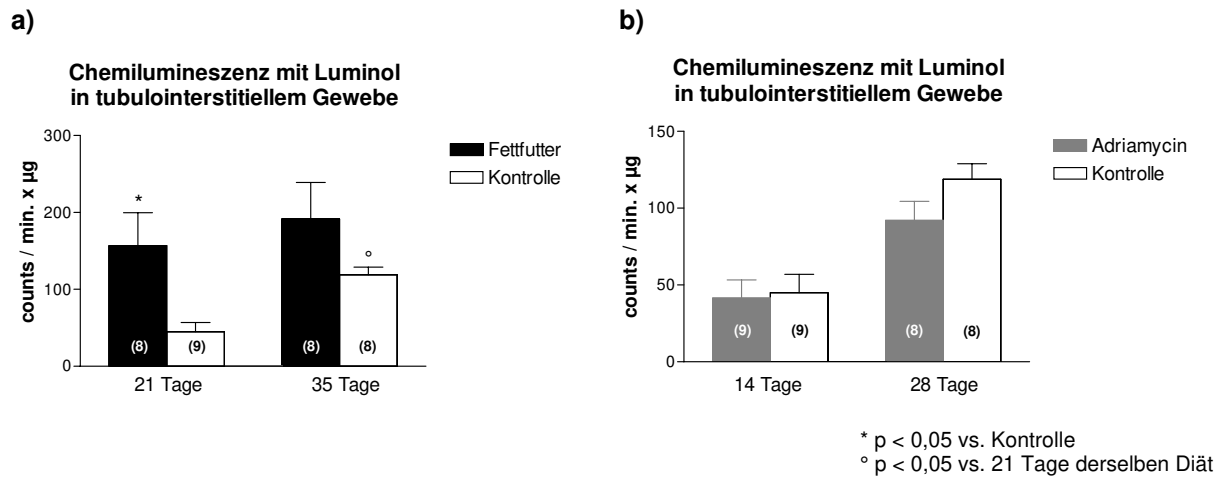 a)
Chemilumineszenz mit Luminol
in tubulointerstitiellem Gewebe
300
200
100
0
counts / min. x µg
*
°
(8)
(9)
(8)
(8)
21 Tage
35 Tage
Fettfutter
Kontrolle
b)
Chemilumineszenz mit Luminol
in tubulointerstitiellem Gewebe
150
100
50
0
counts / min. x µg
(9)
(9)
(8)
(8)
14 Tage
28 Tage
Adriamycin
Kontrolle
* p < 0,05 vs. Kontrolle
° p < 0,05 vs. 21 Tage derselben Diät